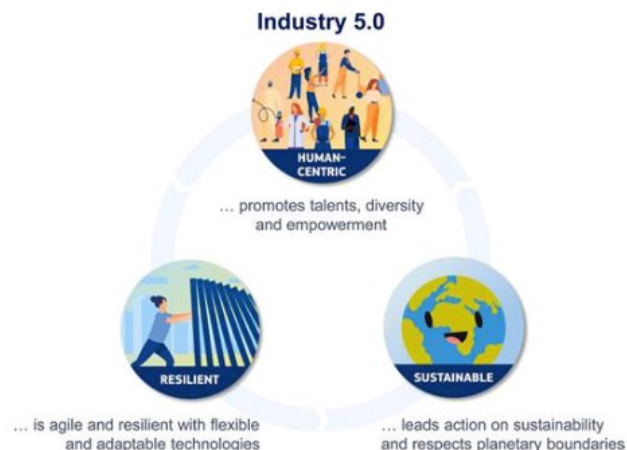 Industry 5.0
HUMAN-
CENTRIC
... promotes talents, diversity
and empowerment
RESILIENT
... is agile and resilient with flexible
and adaptable technologies
SUSTAINABLE
... leads action on sustainability
and respects planetary boundaries